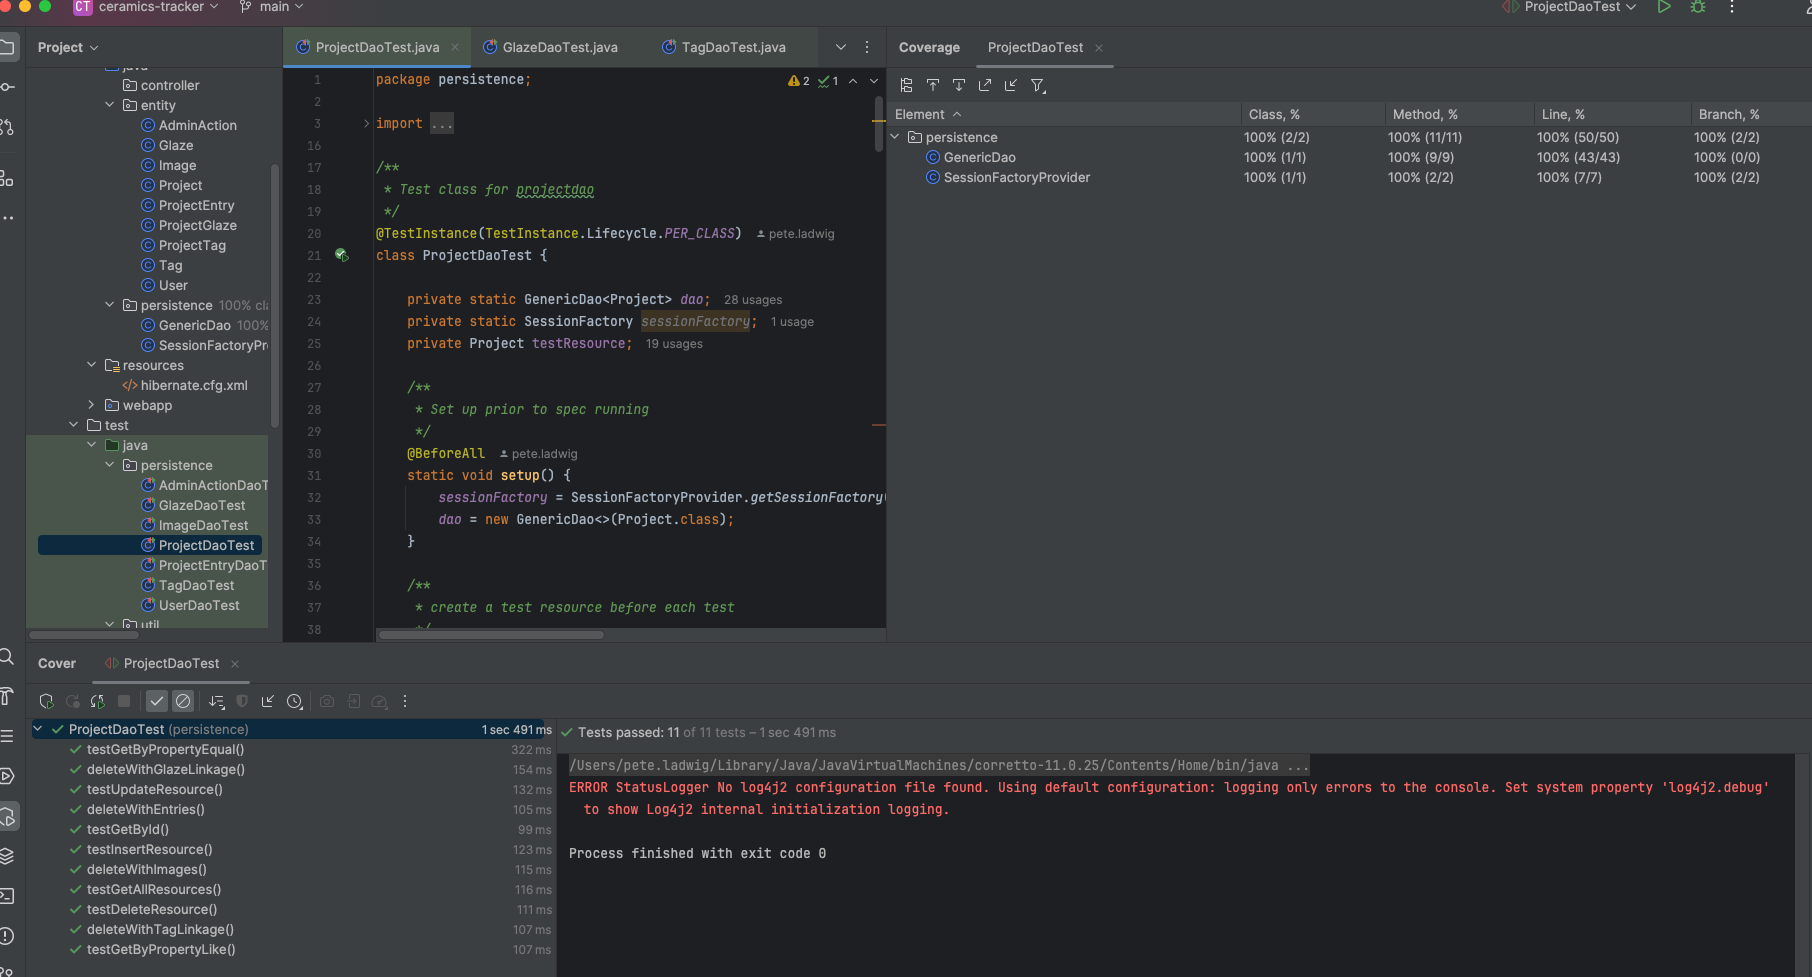 CT ceramics-tracker main ProjectDaoTest
Project
controller
entity
AdminAction
Glaze
Image
Project
ProjectEntry
ProjectGlaze
ProjectTag
Tag
User
persistence 100% cl
GenericDao 100%
SessionFactoryPr
resources
hibernate.cfg.xml
webapp
test
java
persistence
AdminActionDaoT
GlazeDaoTest
ImageDaoTest
ProjectDaoTest
ProjectEntryDaoT
TagDaoTest
UserDaoTest
util
ProjectDaoTest.java GlazeDaoTest.java TagDaoTest.java
2 1
1 package persistence;
2
3 import ...
16
17 /**
18 * Test class for projectdao
19 */
20 @TestInstance(TestInstance.Lifecycle.PER_CLASS) pete.ladwig
21 class ProjectDaoTest {
22
23 private static GenericDao<Project> dao; 28 usages
24 private static SessionFactory sessionFactory; 1 usage
25 private Project testResource; 19 usages
26
27 /**
28 * Set up prior to spec running
29 */
30 @BeforeAll pete.ladwig
31 static void setup() {
32 sessionFactory = SessionFactoryProvider.getSessionFactory(
33 dao = new GenericDao<>(Project.class);
34 }
35
36 /**
37 * create a test resource before each test
38 */
Coverage ProjectDaoTest
Element Class, % Method, % Line, % Branch, %
persistence 100% (2/2) 100% (11/11) 100% (50/50) 100% (2/2)
GenericDao 100% (1/1) 100% (9/9) 100% (43/43) 100% (0/0)
SessionFactoryProvider 100% (1/1) 100% (2/2) 100% (7/7) 100% (2/2)
Cover ProjectDaoTest
ProjectDaoTest (persistence) 1 sec 491 ms
testGetByPropertyEqual() 322 ms
deleteWithGlazeLinkage() 154 ms
testUpdateResource() 132 ms
deleteWithEntries() 105 ms
testGetById() 99 ms
testInsertResource() 123 ms
deleteWithImages() 115 ms
testGetAllResources() 116 ms
testDeleteResource() 111 ms
deleteWithTagLinkage() 107 ms
testGetByPropertyLike() 107 ms
Tests passed: 11 of 11 tests – 1 sec 491 ms
/Users/pete.ladwig/Library/Java/JavaVirtualMachines/corretto-11.0.25/Contents/Home/bin/java ...
ERROR StatusLogger No log4j2 configuration file found. Using default configuration: logging only errors to the console. Set system property 'log4j2.debug'
to show Log4j2 internal initialization logging.
Process finished with exit code 0